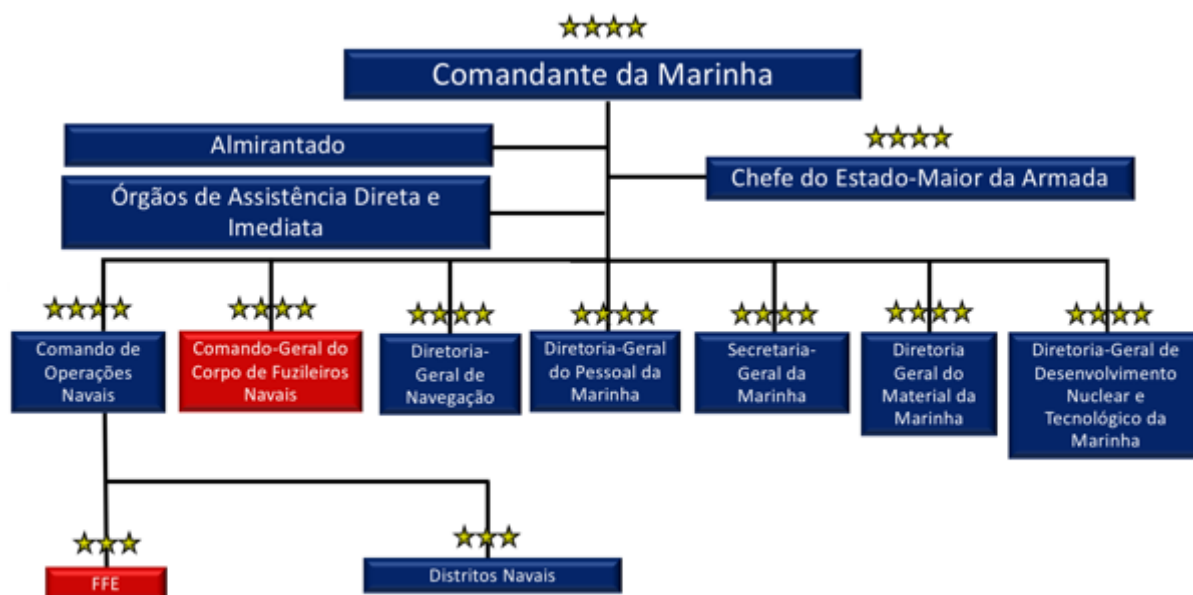 Comandante da Marinha
Almirantado
Chefe do Estado-Maior da Armada
Órgãos de Assistência Direta e
Imediata
Comando de
Operações
Navais
Comando-Geral do
Corpo de Fuzileiros
Navais
Diretoria-
Geral de
Navegação
Diretoria-Geral
do Pessoal da
Marinha
Secretaria-
Geral da
Marinha
Diretoria
Geral do
Material da
Marinha
Diretoria-Geral de
Desenvolvimento
Nuclear e
Tecnológico da
Marinha
FFE
Distritos Navais